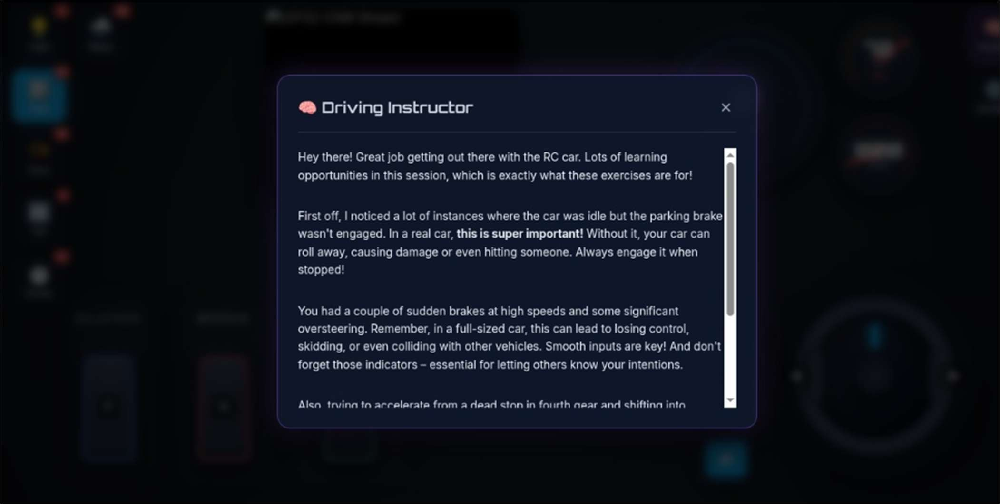 Driving Instructor
Hey there! Great job getting out there with the RC car. Lots of learning
opportunities in this session, which is exactly what these exercises are for!
First off, I noticed a lot of instances where the car was idle but the parking brake
wasn't engaged. In a real car, this is super important! Without it, your car can
roll away, causing damage or even hitting someone. Always engage it when
stopped!
You had a couple of sudden brakes at high speeds and some significant
oversteering. Remember, in a full-sized car, this can lead to losing control,
skidding, or even colliding with other vehicles. Smooth inputs are key! And don't
forget those indicators – essential for letting others know your intentions.
Also, trying to accelerate from a dead stop in fourth gear and shifting into